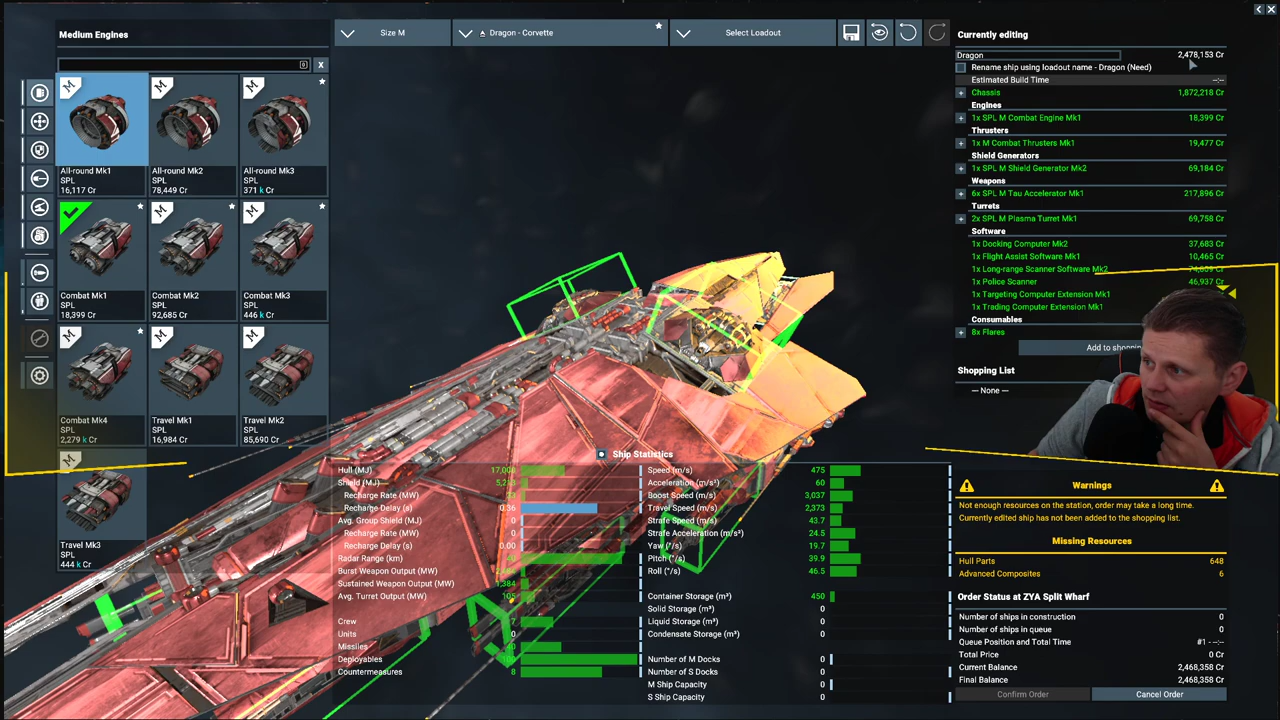 Medium Engines
Size M
Dragon - Corvette
Select Loadout
All-round Mk1
SPL
16,117 Cr
All-round Mk2
SPL
78,449 Cr
All-round Mk3
SPL
371 k Cr
Combat Mk1
SPL
18,399 Cr
Combat Mk2
SPL
92,685 Cr
Combat Mk3
SPL
446 k Cr
Combat Mk4
SPL
2,279 k Cr
Travel Mk1
SPL
16,984 Cr
Travel Mk2
SPL
85,690 Cr
Travel Mk3
SPL
444 k Cr
Ship Statistics
Hull (MJ) 17,000
Shield (MJ)
Recharge Rate (MW)
Recharge Delay (s) 0.36
Avg. Group Shield (MJ) 0
Recharge Rate (MW) 0
Recharge Delay (s) 0.00
Radar Range (km)
Burst Weapon Output (MW)
Sustained Weapon Output (MW) 1,384
Avg. Turret Output (MW) 105
Crew 7
Units 0
Missiles 40
Deployables
Countermeasures 8
Speed (m/s) 475
Acceleration (m/s²) 60
Boost Speed (m/s) 3,037
Travel Speed (m/s) 2,373
Strafe Speed (m/s) 43.7
Strafe Acceleration (m/s²) 24.5
Yaw (°/s) 19.7
Pitch (°/s) 39.9
Roll (°/s) 46.5
Container Storage (m³) 450
Solid Storage (m³) 0
Liquid Storage (m³) 0
Condensate Storage (m³) 0
Number of M Docks 0
Number of S Docks 0
M Ship Capacity 0
S Ship Capacity 0
Currently editing
Dragon 2,478,153 Cr
Rename ship using loadout name - Dragon (Need)
Estimated Build Time --:--
Chassis 1,872,218 Cr
Engines
1x SPL M Combat Engine Mk1 18,399 Cr
Thrusters
1x M Combat Thrusters Mk1 19,477 Cr
Shield Generators
1x SPL M Shield Generator Mk2 69,184 Cr
Weapons
6x SPL M Tau Accelerator Mk1 217,896 Cr
Turrets
2x SPL M Plasma Turret Mk1 69,758 Cr
Software
1x Docking Computer Mk2 37,683 Cr
1x Flight Assist Software Mk1 10,465 Cr
1x Long-range Scanner Software Mk2
1x Police Scanner 46,937 Cr
1x Targeting Computer Extension Mk1
1x Trading Computer Extension Mk1
Consumables
8x Flares
Add to shoppin
Shopping List
-- None --
Warnings
Not enough resources on the station, order may take a long time.
Currently edited ship has not been added to the shopping list.
Missing Resources
Hull Parts 648
Advanced Composites 6
Order Status at ZYA Split Wharf
Number of ships in construction 0
Number of ships in queue 0
Queue Position and Total Time #1 - --:--
Total Price 0 Cr
Current Balance 2,468,358 Cr
Final Balance 2,468,358 Cr
Confirm Order
Cancel Order